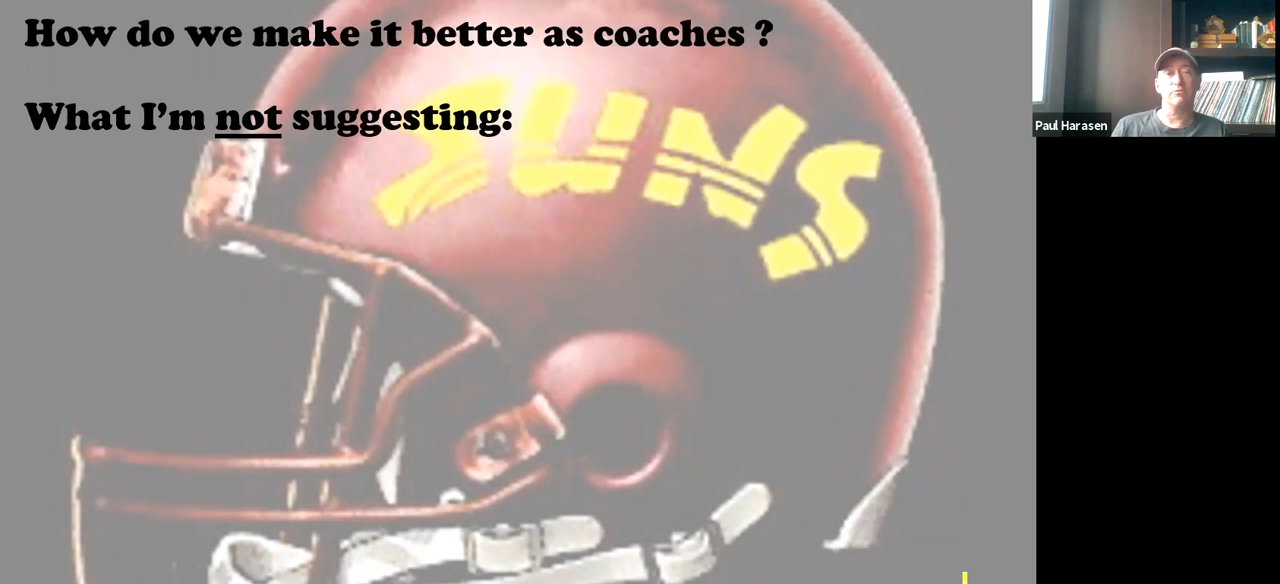 How do we make it better as coaches ?
What I'm not suggesting:
SUNS
Paul Harasen